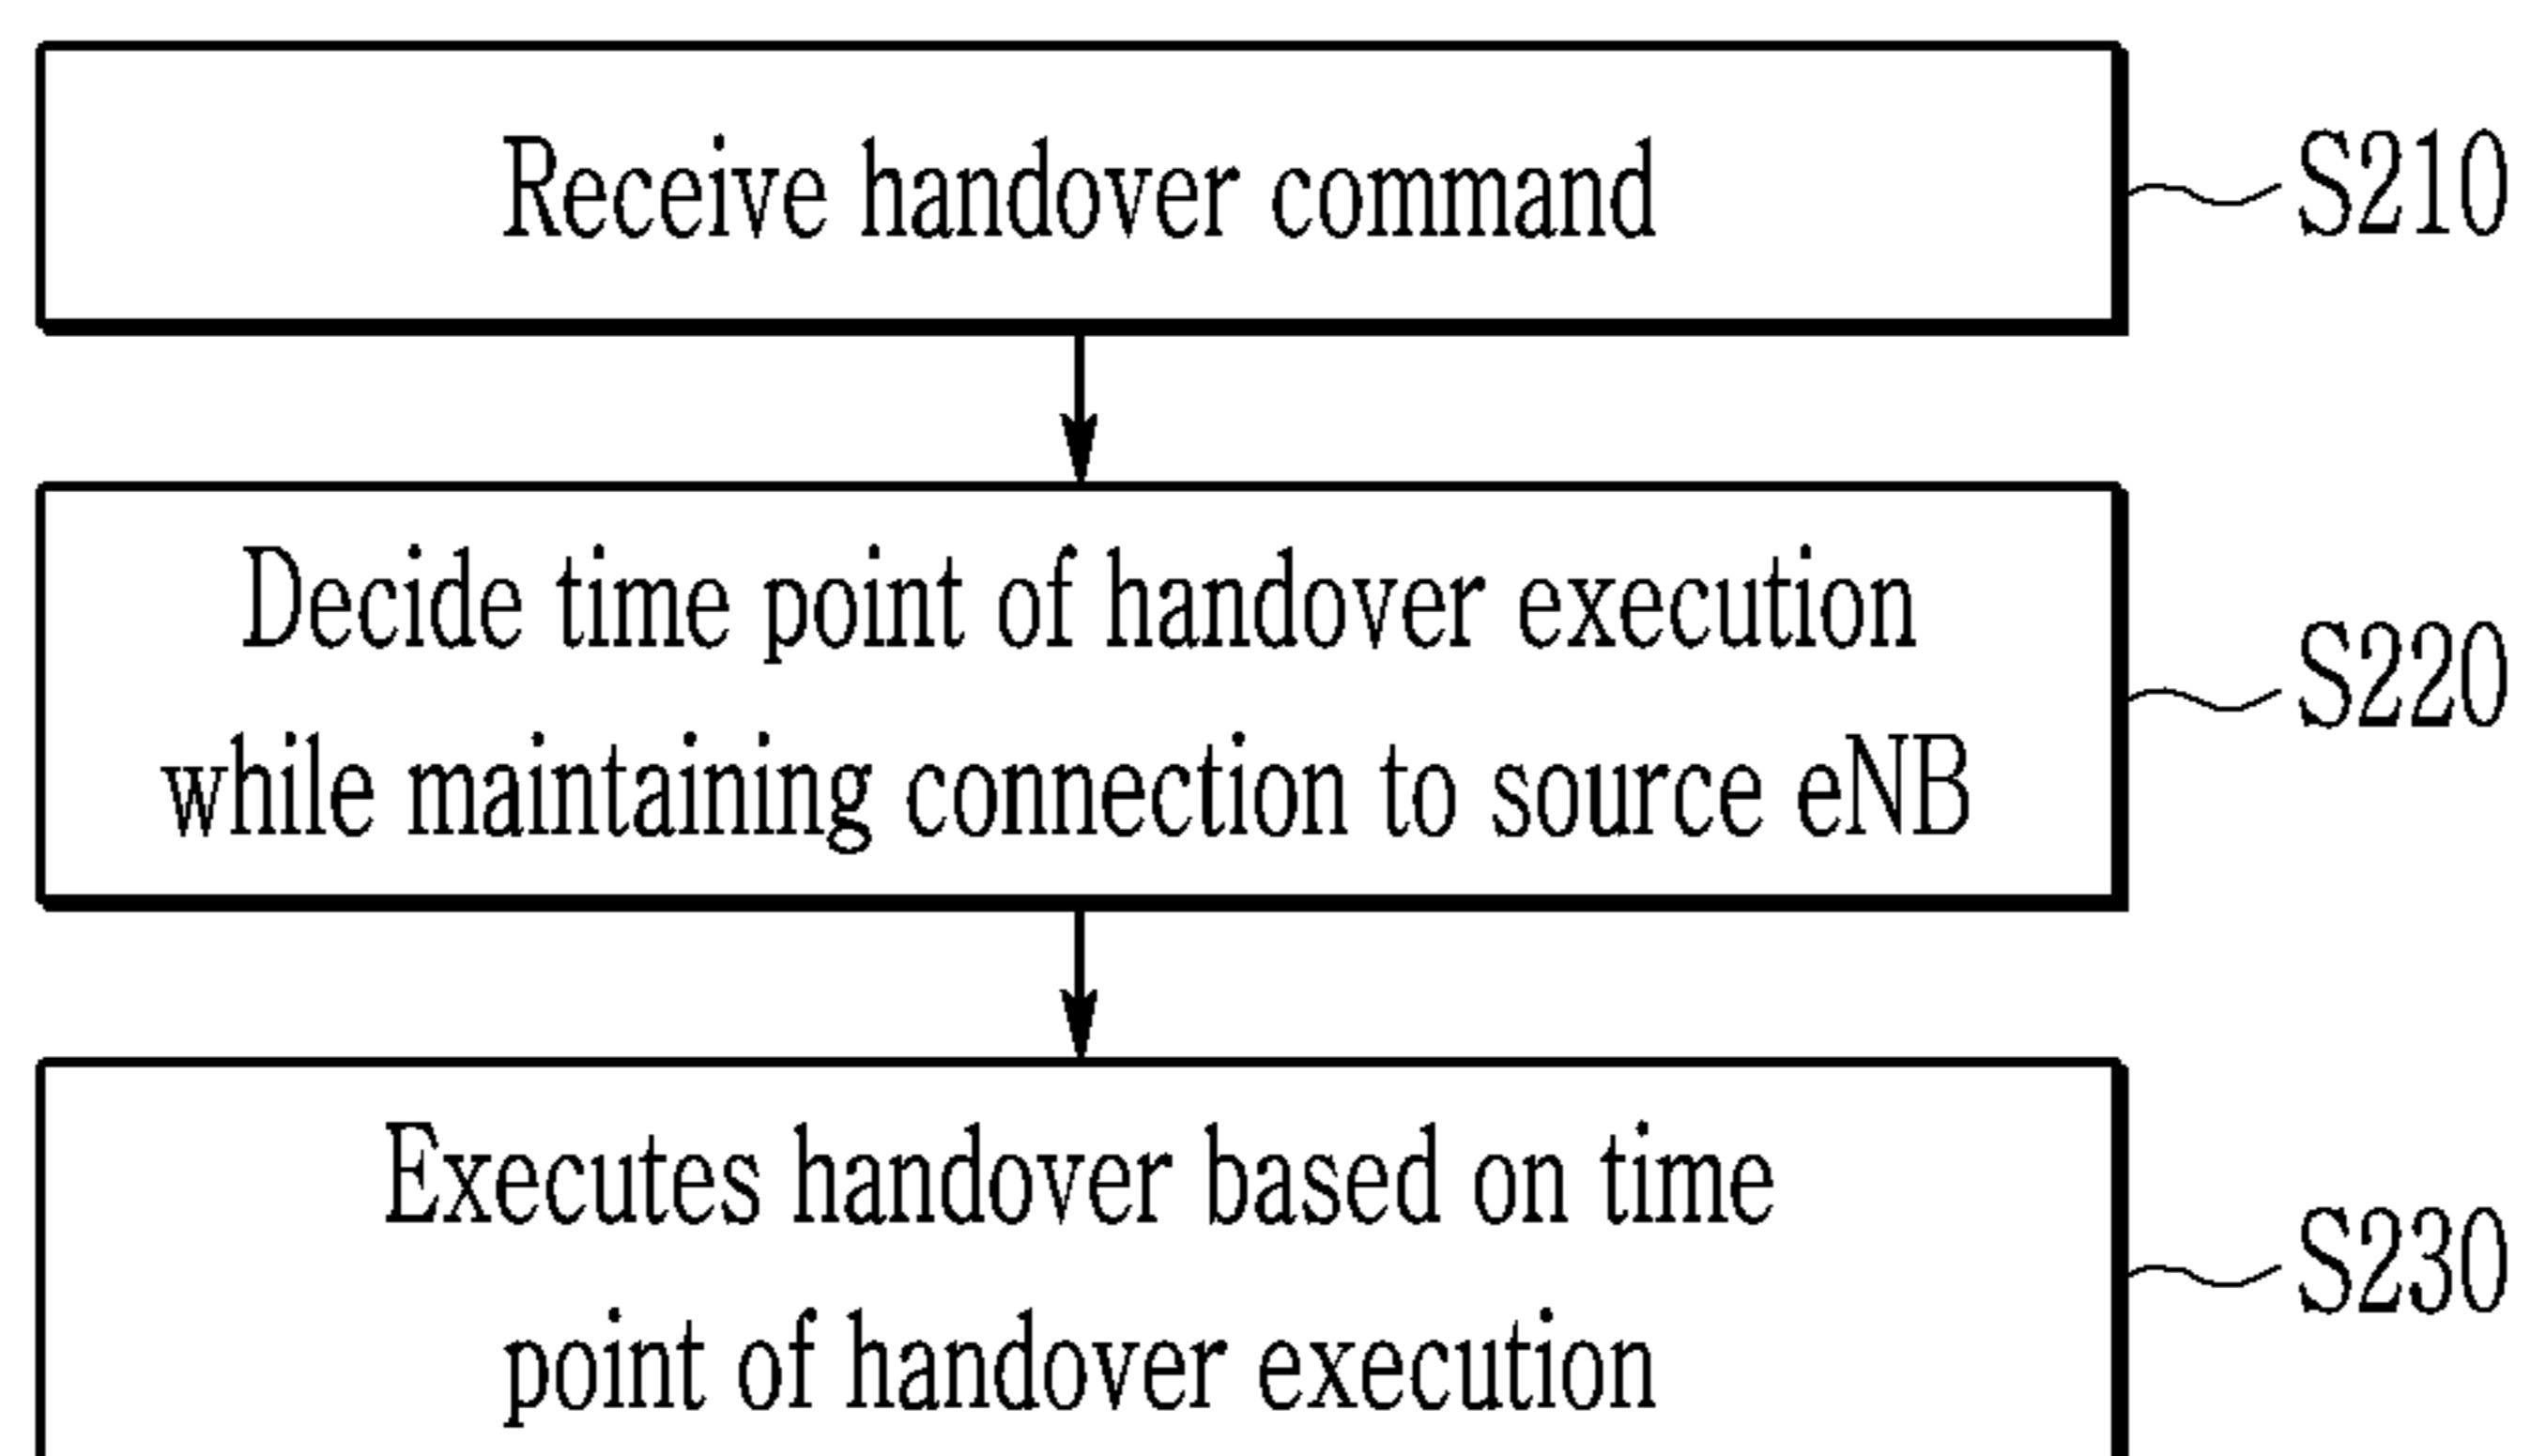 Receive handover command
S210
Decide time point of handover execution
while maintaining connection to source eNB
S220
Executes handover based on time
point of handover execution
S230